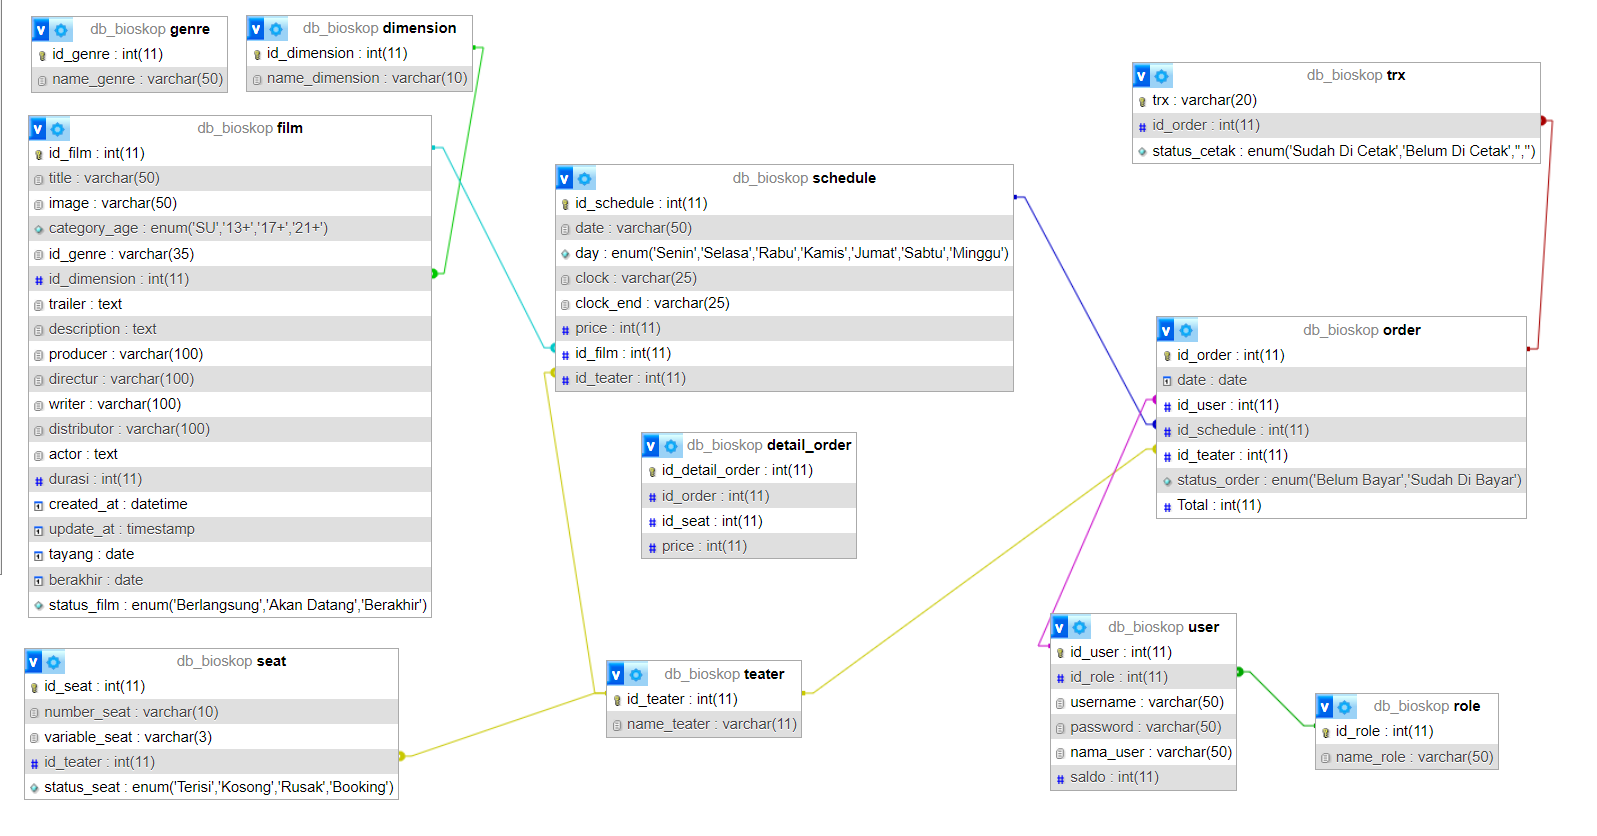 db_bioskop genre
id_genre : int(11)
name_genre : varchar(50)
db_bioskop dimension
id_dimension : int(11)
name_dimension : varchar(10)
db_bioskop film
id_film : int(11)
title : varchar(50)
image : varchar(50)
category_age : enum('SU','13+','17+','21+')
id_genre : varchar(35)
id_dimension : int(11)
trailer : text
description : text
producer : varchar(100)
directur : varchar(100)
writer : varchar(100)
distributor : varchar(100)
actor : text
durasi : int(11)
created_at : datetime
update_at : timestamp
tayang : date
berakhir : date
status_film : enum('Berlangsung','Akan Datang','Berakhir')
db_bioskop seat
id_seat : int(11)
number_seat : varchar(10)
variable_seat : varchar(3)
id_teater : int(11)
status_seat : enum('Terisi','Kosong','Rusak','Booking')
db_bioskop schedule
id_schedule : int(11)
date : varchar(50)
day : enum('Senin','Selasa','Rabu','Kamis','Jumat','Sabtu','Minggu')
clock : varchar(25)
clock_end : varchar(25)
price : int(11)
id_film : int(11)
id_teater : int(11)
db_bioskop detail_order
id_detail_order : int(11)
id_order : int(11)
id_seat : int(11)
price : int(11)
db_bioskop teater
id_teater : int(11)
name_teater : varchar(11)
db_bioskop trx
trx : varchar(20)
id_order : int(11)
status_cetak : enum('Sudah Di Cetak','Belum Di Cetak','','')
db_bioskop order
id_order : int(11)
date : date
id_user : int(11)
id_schedule : int(11)
id_teater : int(11)
status_order : enum('Belum Bayar','Sudah Di Bayar')
Total : int(11)
db_bioskop user
id_user : int(11)
id_role : int(11)
username : varchar(50)
password : varchar(50)
nama_user : varchar(50)
saldo : int(11)
db_bioskop role
id_role : int(11)
name_role : varchar(50)